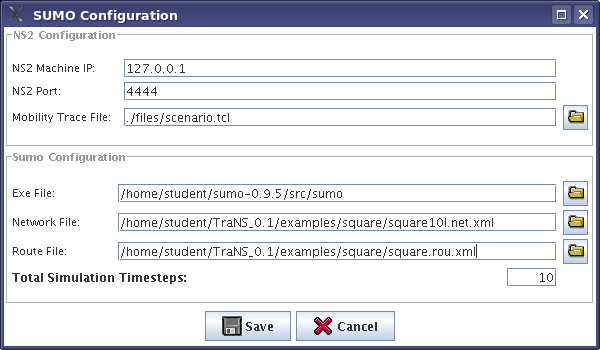 SUMO Configuration
NS2 Configuration
NS2 Machine IP: 127.0.0.1
NS2 Port: 4444
Mobility Trace File: ./files/scenario.tcl
Sumo Configuration
Exe File: /home/student/sumo-0.9.5/src/sumo
Network File: /home/student/TraNS_0.1/examples/square/square10l.net.xml
Route File: /home/student/TraNS_0.1/examples/square/square.rou.xml
Total Simulation Timesteps: 10
Save Cancel